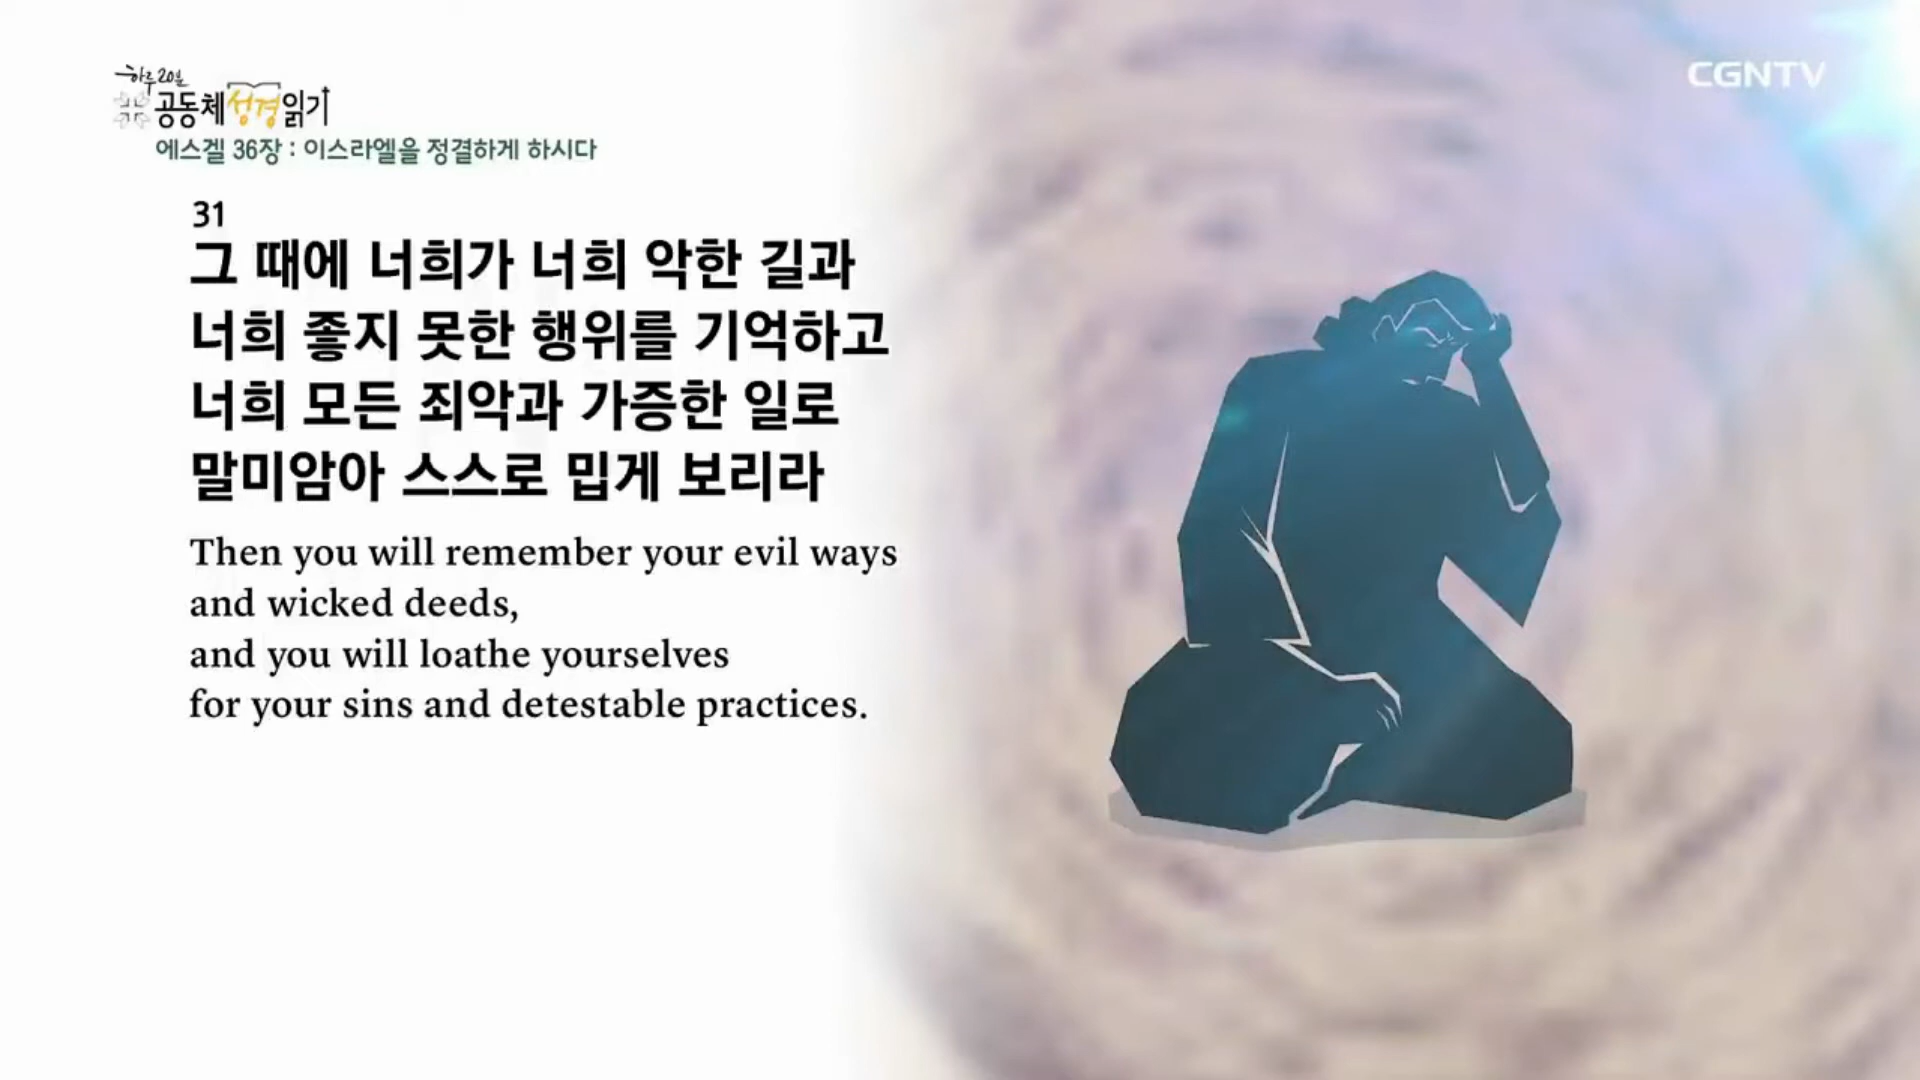 하루 20분
공동체 성경 읽기
CGNTV
에스겔 36장 : 이스라엘을 정결하게 하시다
31
그 때에 너희가 너희 악한 길과
너희 좋지 못한 행위를 기억하고
너희 모든 죄악과 가증한 일로
말미암아 스스로 밉게 보리라
Then you will remember your evil ways
and wicked deeds,
and you will loathe yourselves
for your sins and detestable practices.